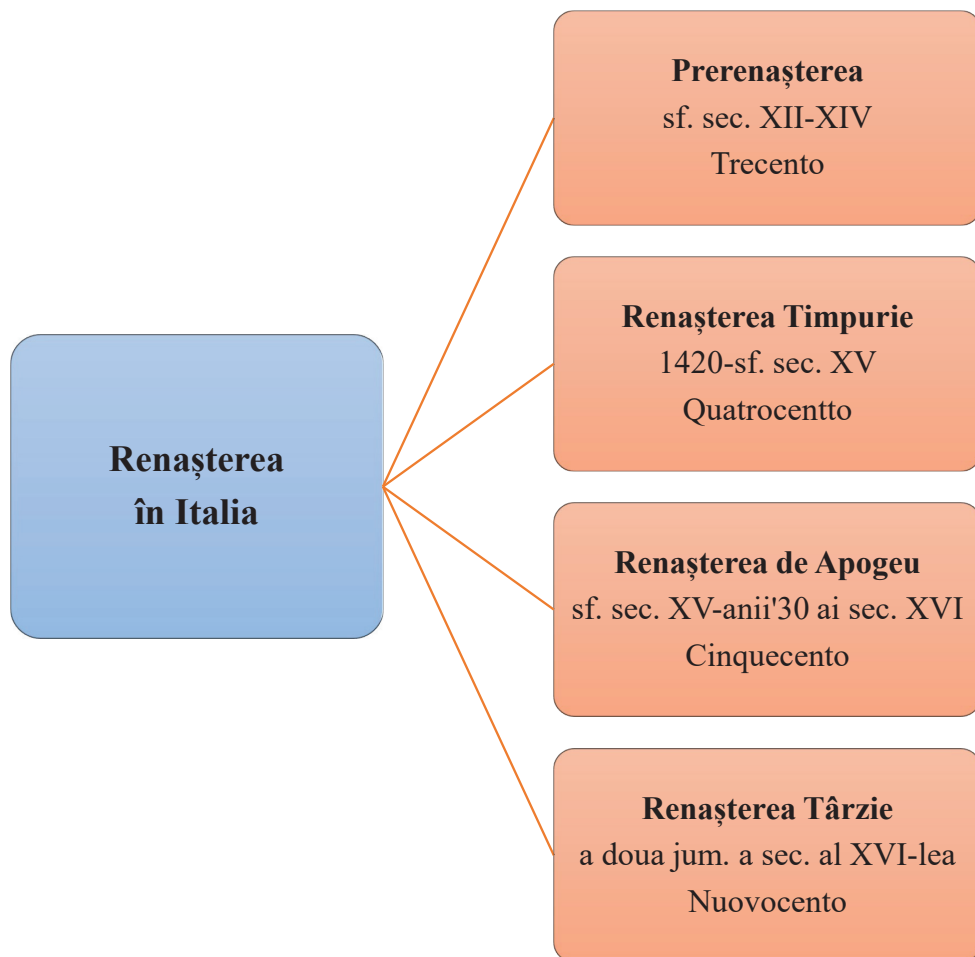 Prerenașterea
sf. sec. XII-XIV
Trecento
Renașterea Timpurie
1420-sf. sec. XV
Quatrocentto
Renașterea
în Italia
Renașterea de Apogeu
sf. sec. XV-anii'30 ai sec. XVI
Cinquecento
Renașterea Târzie
a doua jum. a sec. al XVI-lea
Nuovocento